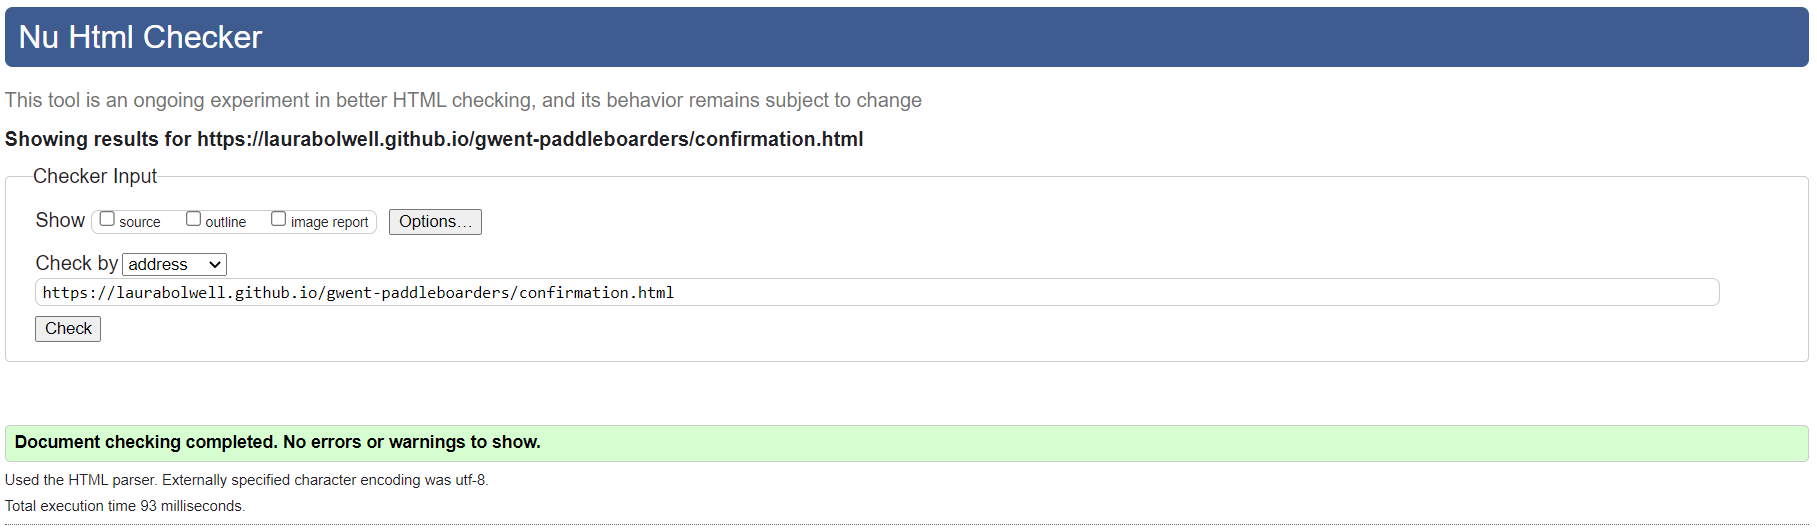 Nu Html Checker
This tool is an ongoing experiment in better HTML checking, and its behavior remains subject to change
Showing results for https://laurabolwell.github.io/gwent-paddleboarders/confirmation.html
Checker Input
Show source outline image report Options...
Check by address
https://laurabolwell.github.io/gwent-paddleboarders/confirmation.html
Check
Document checking completed. No errors or warnings to show.
Used the HTML parser. Externally specified character encoding was utf-8.
Total execution time 93 milliseconds.